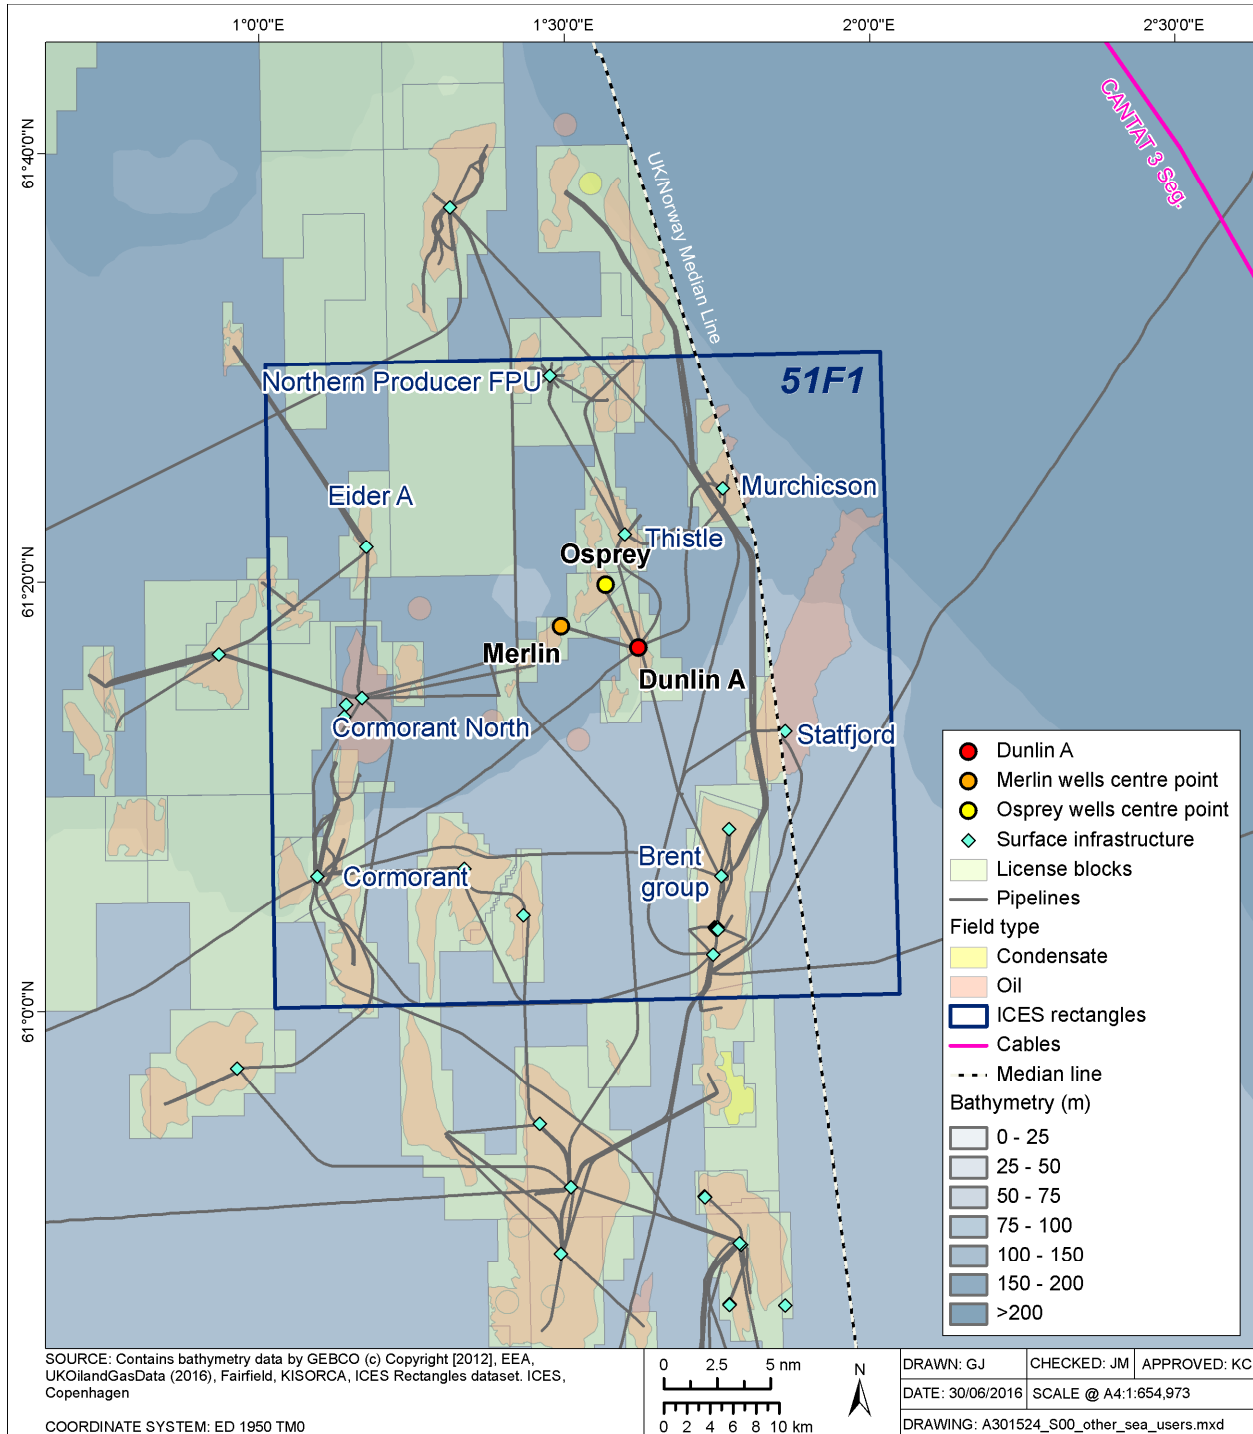 1°0'0"E
1°30'0"E
2°0'0"E
2°30'0"E
61°40'0"N
61°20'0"N
61°0'0"N
CANTAT 3 Seg.
UK/Norway Median Line
51F1
Northern Producer FPU
Eider A
Murchicson
Thistle
Osprey
Merlin
Dunlin A
Cormorant North
Statfjord
Brent
group
Cormorant
Dunlin A
Merlin wells centre point
Osprey wells centre point
Surface infrastructure
License blocks
Pipelines
Field type
Condensate
Oil
ICES rectangles
Cables
Median line
Bathymetry (m)
0 - 25
25 - 50
50 - 75
75 - 100
100 - 150
150 - 200
>200
SOURCE: Contains bathymetry data by GEBCO (c) Copyright [2012], EEA,
UKOilandGasData (2016), Fairfield, KISORCA, ICES Rectangles dataset. ICES,
Copenhagen
COORDINATE SYSTEM: ED 1950 TM0
0 2.5 5 nm
0 2 4 6 8 10 km
N
DRAWN: GJ
CHECKED: JM
APPROVED: KC
DATE: 30/06/2016
SCALE @ A4:1:654,973
DRAWING: A301524_S00_other_sea_users.mxd